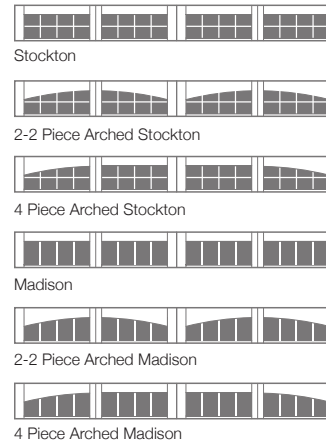 Stockton
2-2 Piece Arched Stockton
4 Piece Arched Stockton
Madison
2-2 Piece Arched Madison
4 Piece Arched Madison